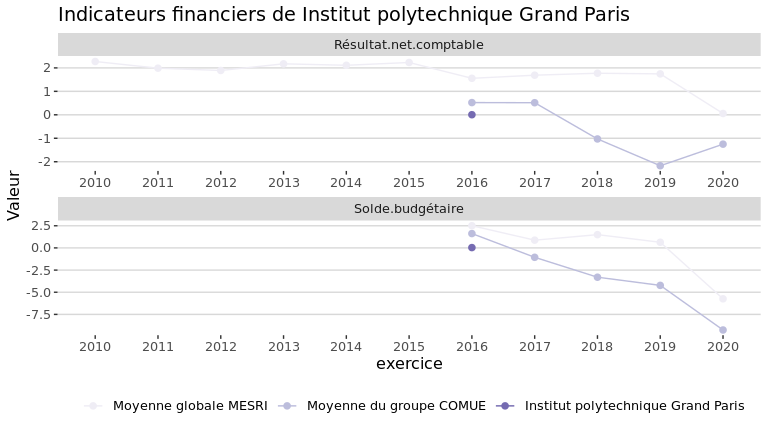 Indicateurs financiers de Institut polytechnique Grand Paris
Résultat.net.comptable
2
1
0
-1
-2
2010 2011 2012 2013 2014 2015 2016 2017 2018 2019 2020
Valeur
Solde.budgétaire
2.5
0.0
-2.5
-5.0
-7.5
2010 2011 2012 2013 2014 2015 2016 2017 2018 2019 2020
exercice
Moyenne globale MESRI Moyenne du groupe COMUE Institut polytechnique Grand Paris